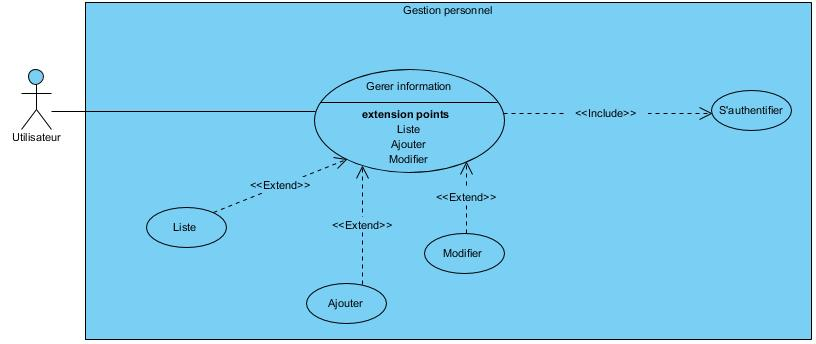 Gestion personnel
Gerer information
extension points
Liste
Ajouter
Modifier
<<Include>>
S'authentifier
Utilisateur
<<Extend>>
<<Extend>>
<<Extend>>
Liste
Modifier
Ajouter